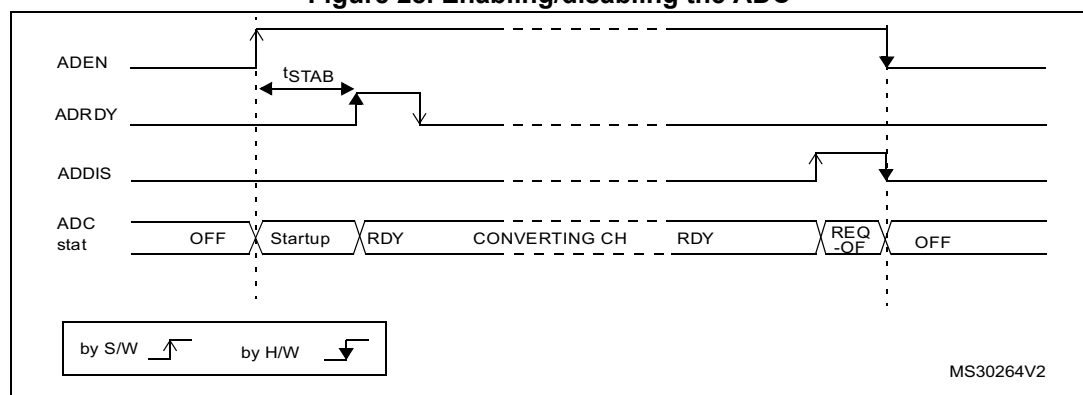 ADEN
tSTAB
ADRDY
ADDIS
ADC
stat
OFF Startup RDY CONVERTING CH RDY REQ
-OF OFF
by S/W by H/W
MS30264V2